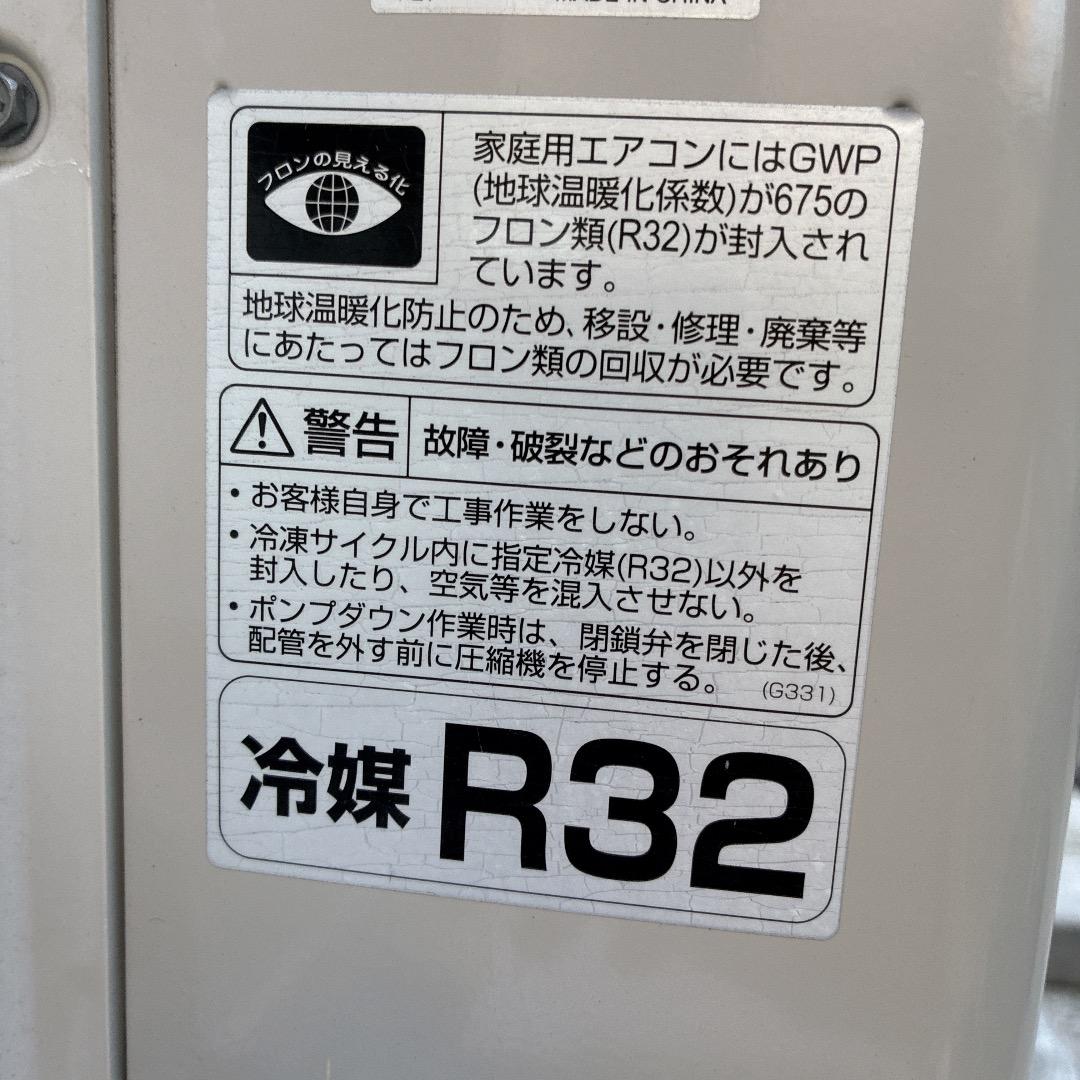 MADE IN CHINA
フロンの見える化
家庭用エアコンにはGWP
(地球温暖化係数)が675の
フロン類(R32)が封入され
ています。
地球温暖化防止のため、移設・修理・廃棄等
にあたってはフロン類の回収が必要です。
警告 故障・破裂などのおそれあり
・お客様自身で工事作業をしない。
・冷凍サイクル内に指定冷媒(R32)以外を
封入したり、空気等を混入させない。
・ポンプダウン作業時は、閉鎖弁を閉じた後、
配管を外す前に圧縮機を停止する。 (G331)
冷媒 R32